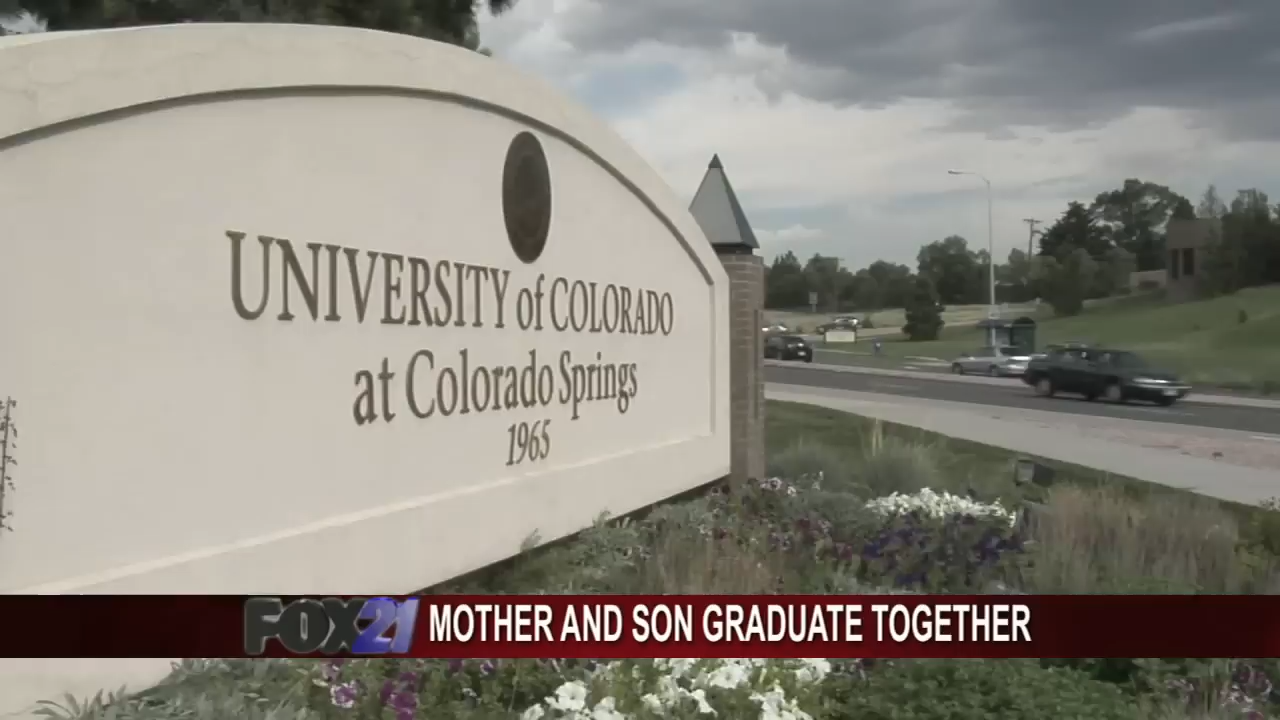 UNIVERSITY of COLORADO
at Colorado Springs
1965
FOX21 MOTHER AND SON GRADUATE TOGETHER